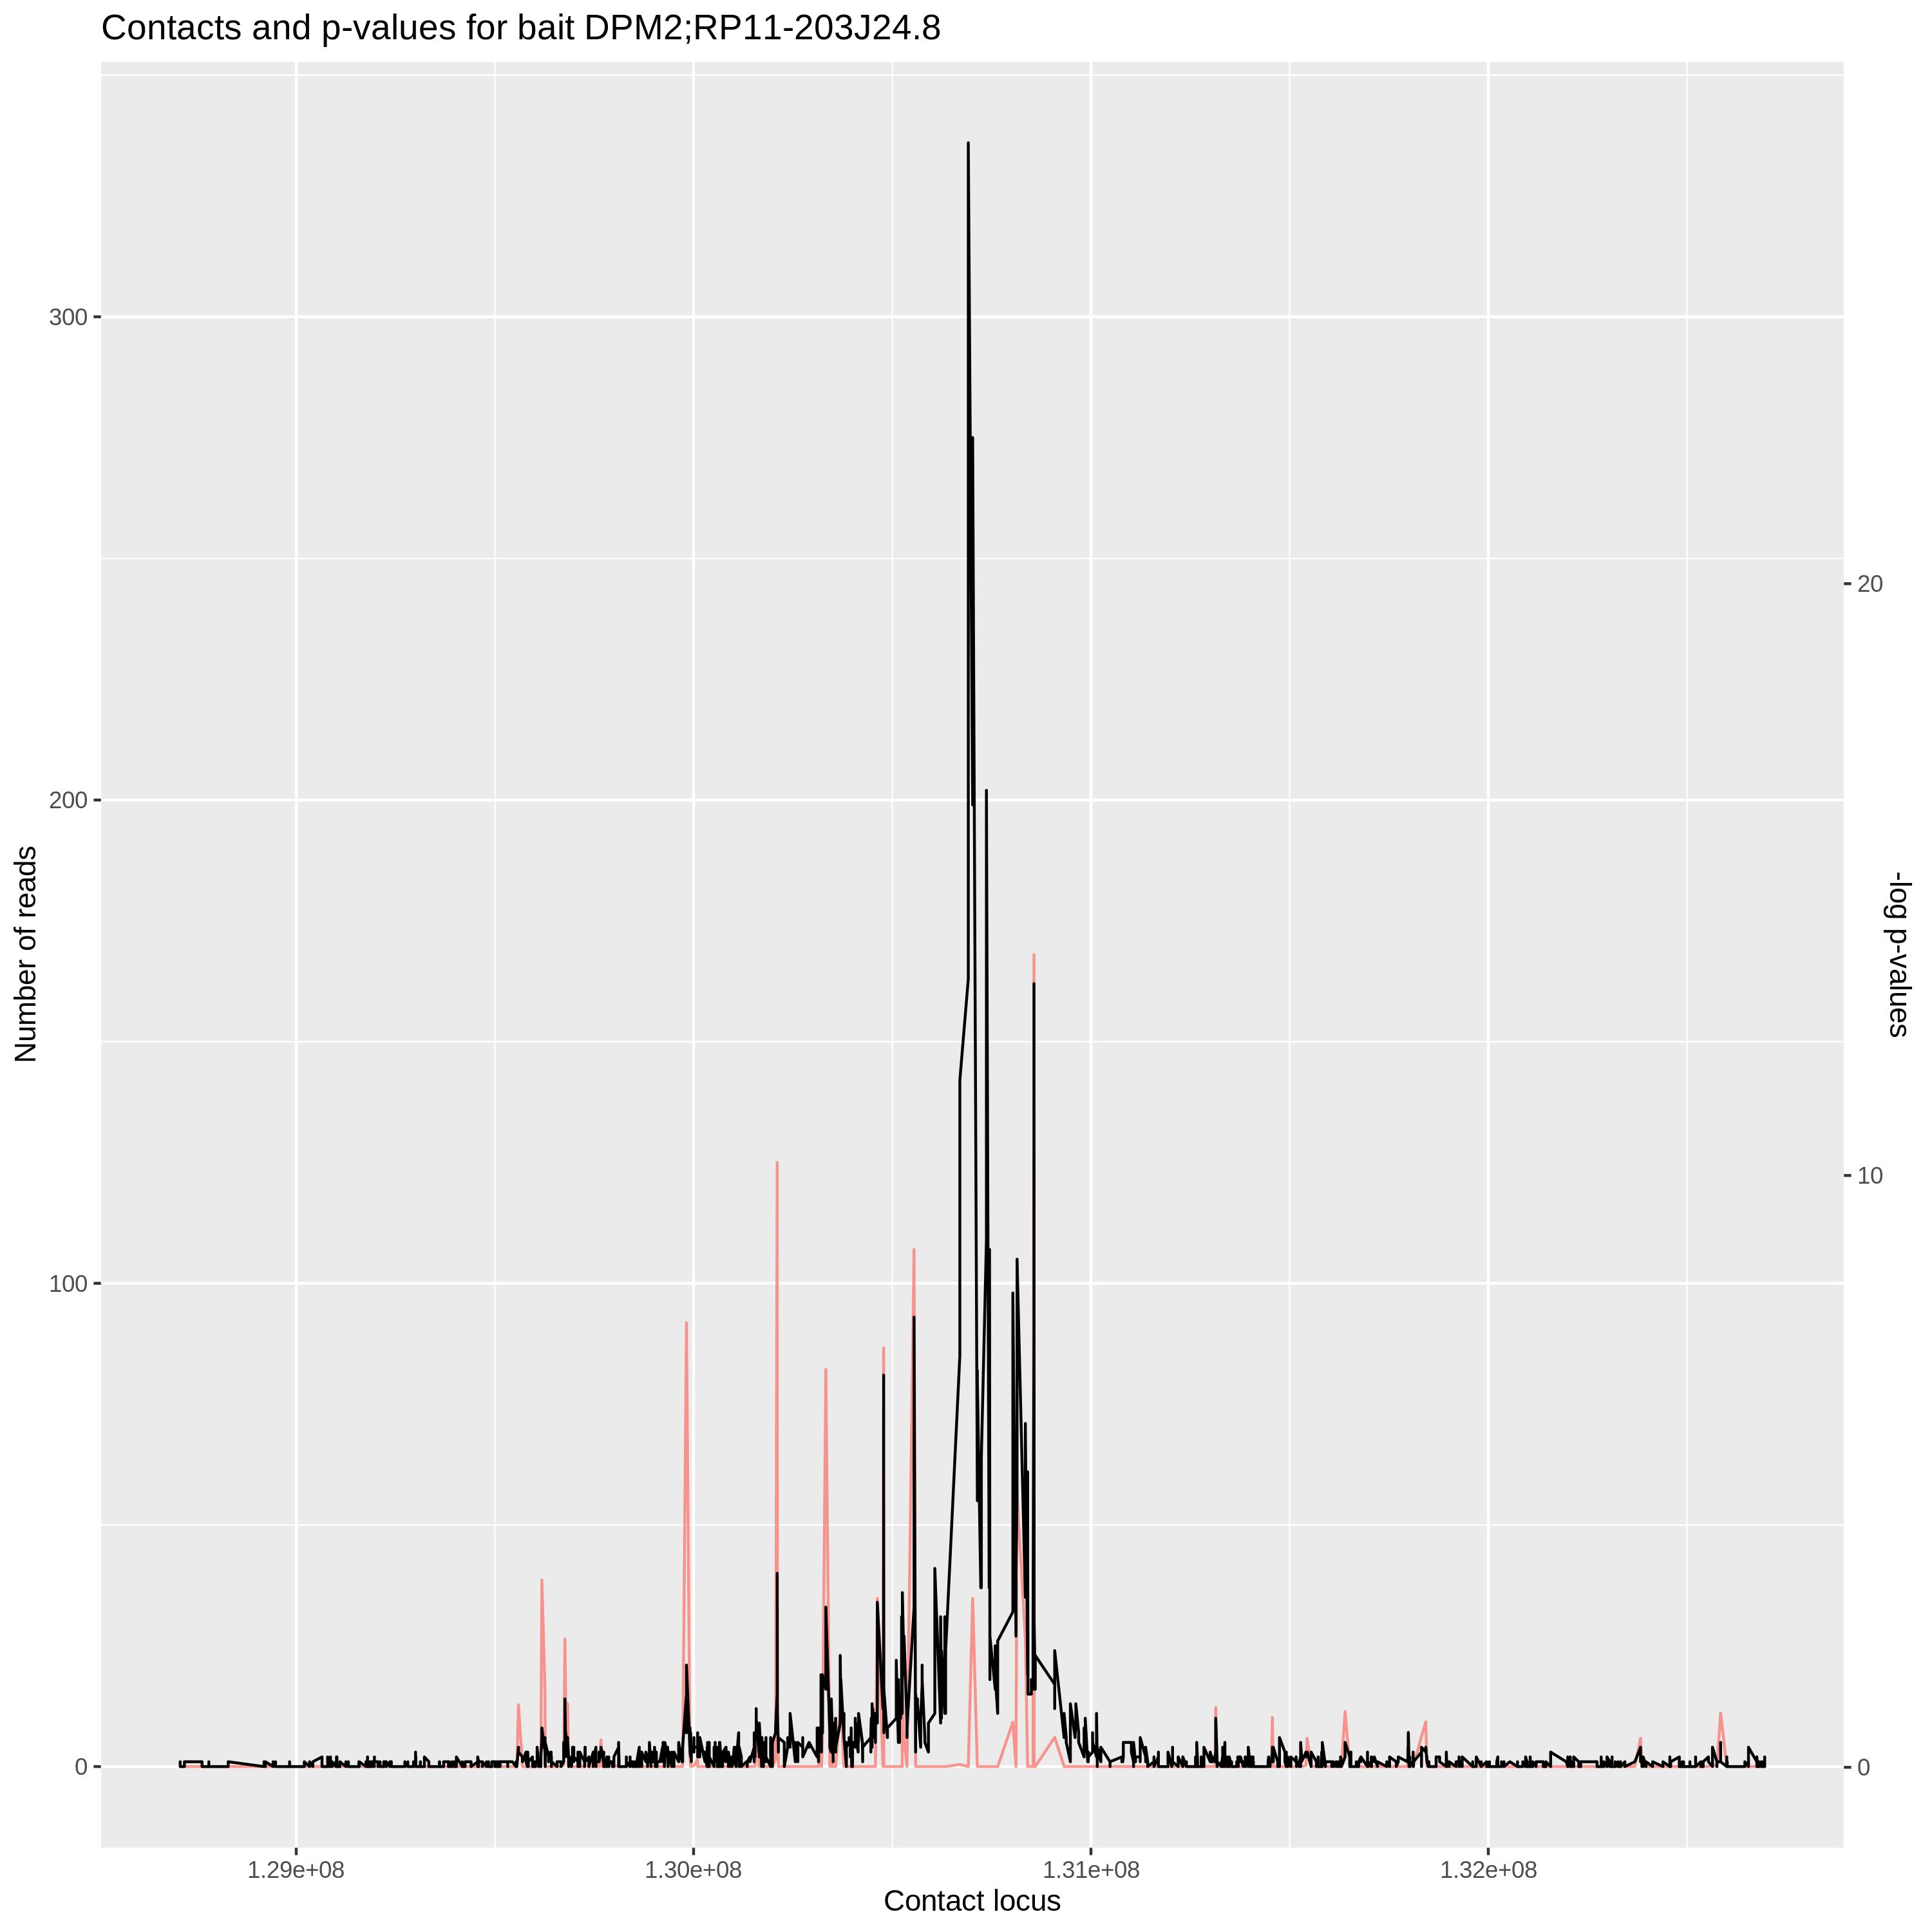 Contacts and p-values for bait DPM2;RP11-203J24.8
300
200
100
0
Number of reads
20
10
0
-log p-values
1.29e+08 1.30e+08 1.31e+08 1.32e+08
Contact locus